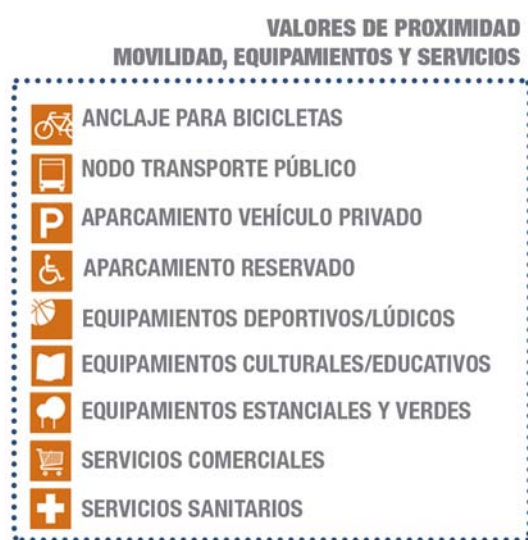 VALORES DE PROXIMIDAD
MOVILIDAD, EQUIPAMIENTOS Y SERVICIOS
ANCLAJE PARA BICICLETAS
NODO TRANSPORTE PÚBLICO
P APARCAMIENTO VEHÍCULO PRIVADO
APARCAMIENTO RESERVADO
EQUIPAMIENTOS DEPORTIVOS/LÚDICOS
EQUIPAMIENTOS CULTURALES/EDUCATIVOS
EQUIPAMIENTOS ESTANCIALES Y VERDES
SERVICIOS COMERCIALES
SERVICIOS SANITARIOS